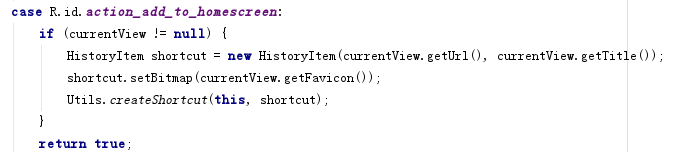 case R.id.action_add_to_homescreen:
    if (currentView != null) {
        HistoryItem shortcut = new HistoryItem(currentView.getUrl(), currentView.getTitle());
        shortcut.setBitmap(currentView.getFavicon());
        Utils.createShortcut(this, shortcut);
    }
    return true;